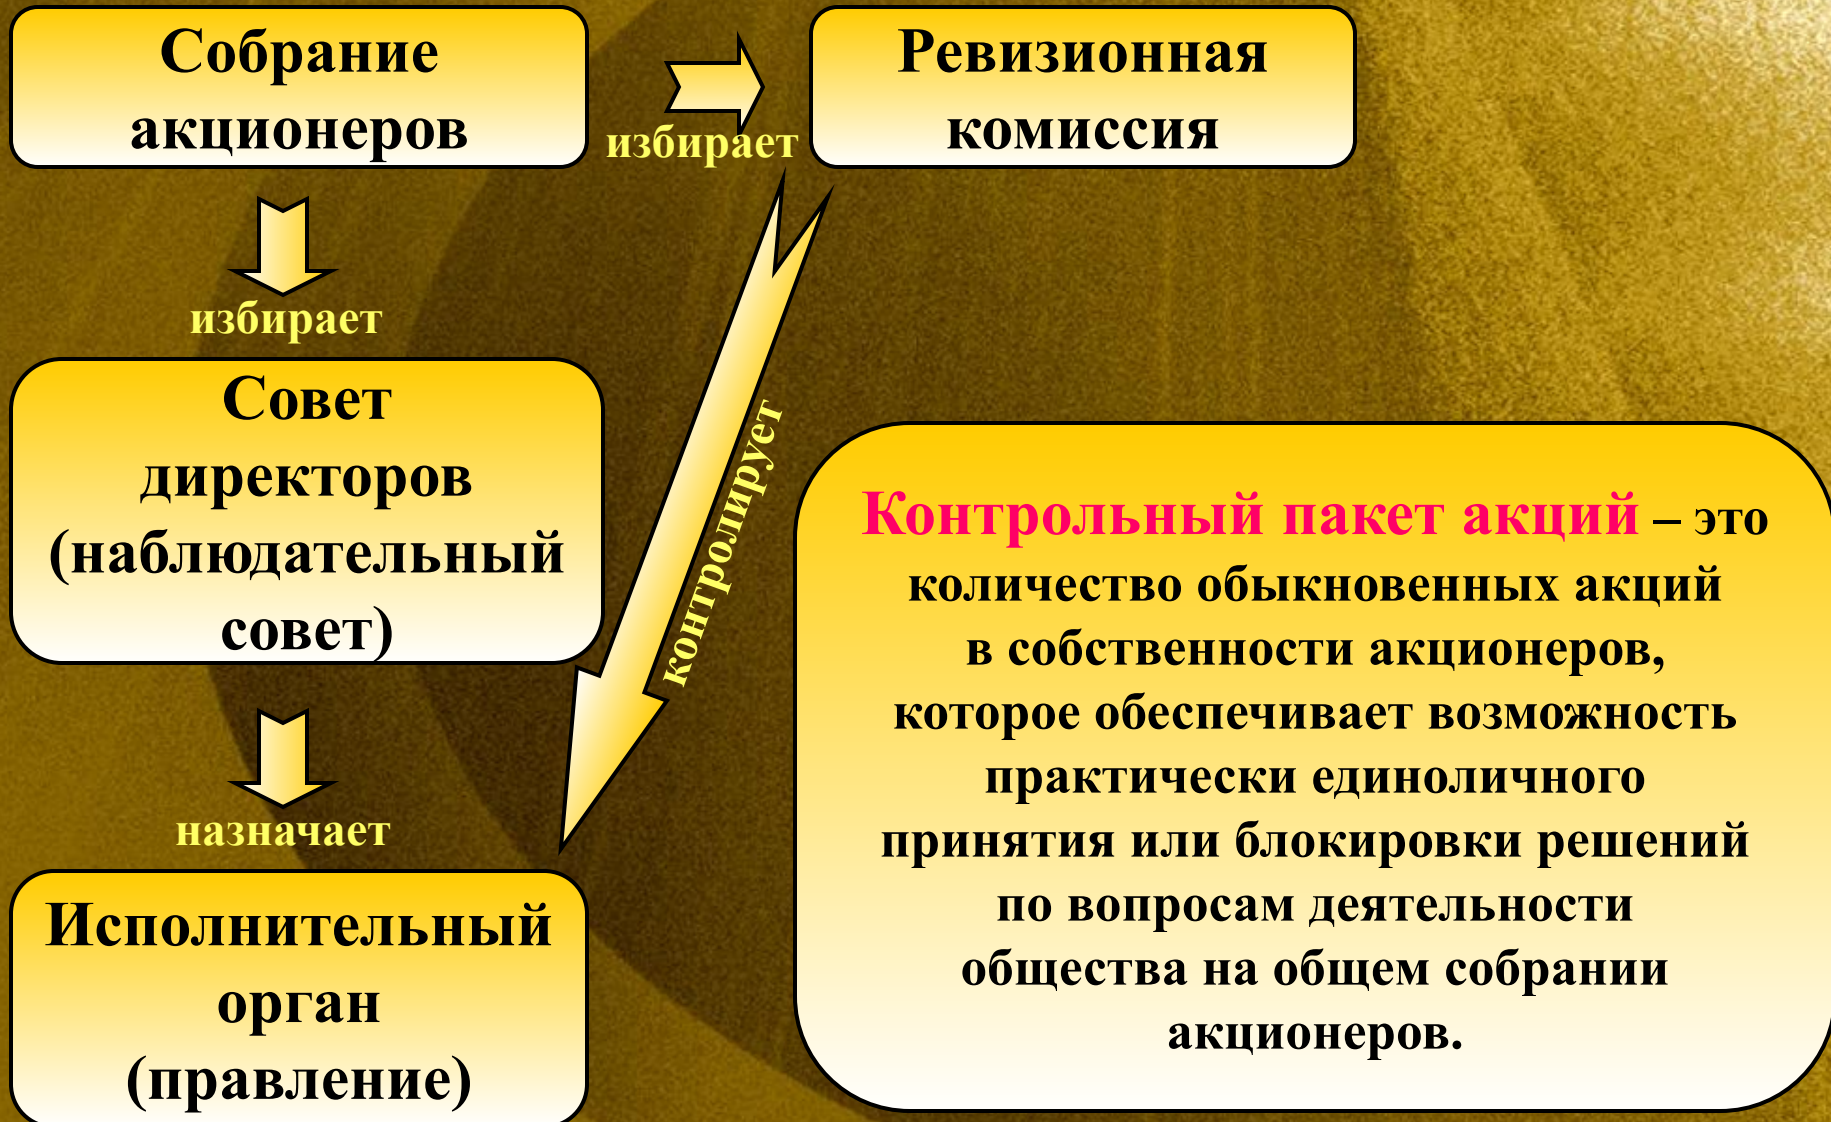 Собрание
акционеров
избирает
Ревизионная
комиссия
избирает
Совет
директоров
(наблюдательный
совет)
контролирует
назначает
Исполнительный
орган
(правление)
Контрольный пакет акций – это
количество обыкновенных акций
в собственности акционеров,
которое обеспечивает возможность
практически единоличного
принятия или блокировки решений
по вопросам деятельности
общества на общем собрании
акционеров.